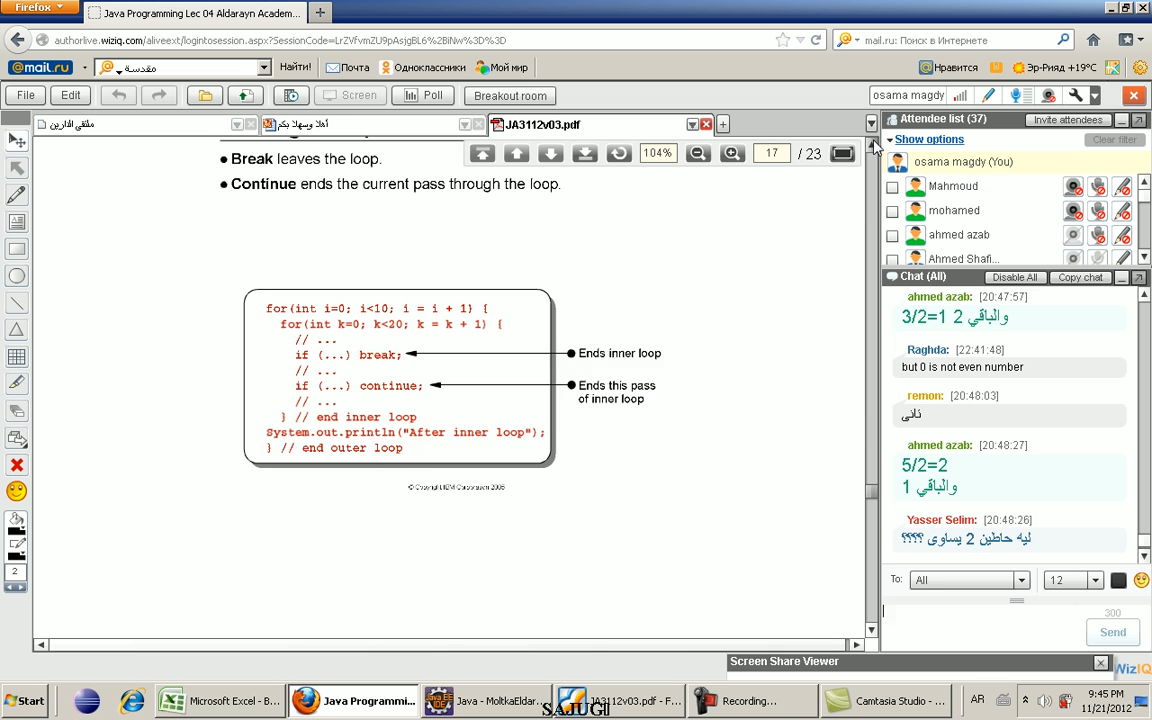 Firefox
Java Programming Lec 04 Aldarayn Academ...
authorlive.wiziq.com/aliveext/logintosession.aspx?SessionCode=LrZVfvmZU9pAsjgBL6%2BiNw%3D%3D
mail.ru: Поиск в Интернете
@mail.ru
مقدسة
Найти!
Почта
Одноклассники
Мой мир
Нравится
Эр-Рияд +19°C
File
Edit
Screen
Poll
Breakout room
osama magdy
ملتقي الدارين
أهلا وسهلا بكم
JA3112v03.pdf
Attendee list (37)
Invite attendees
Show options
Clear filter
osama magdy (You)
Mahmoud
mohamed
ahmed azab
Ahmed Shafi...
104%
17 / 23
● Break leaves the loop.
● Continue ends the current pass through the loop.
for(int i=0; i<10; i = i + 1) {
for(int k=0; k<20; k = k + 1) {
// ...
if (...) break;
Ends inner loop
// ...
if (...) continue;
Ends this pass
of inner loop
// ...
} // end inner loop
System.out.println("After inner loop");
} // end outer loop
© Copyright IBM Corporation 2006
Chat (All)
Disable All
Copy chat
ahmed azab: [20:47:57]
3/2=1 والباقي 2
Raghda: [22:41:48]
but 0 is not even number
remon: [20:48:03]
ahmed azab: [20:48:27]
5/2=2
والباقي 1
Yasser Selim: [20:48:26]
ليه حاطين 2 يساوى ؟؟؟؟
To:
All
12
300
Send
2
Screen Share Viewer
WizIQ
Start
Microsoft Excel - B...
Java Programmi...
Java - MoltkaEldar...
JA3112v03.pdf - F...
Recording...
Camtasia Studio - ...
AR
9:45 PM
11/21/2012